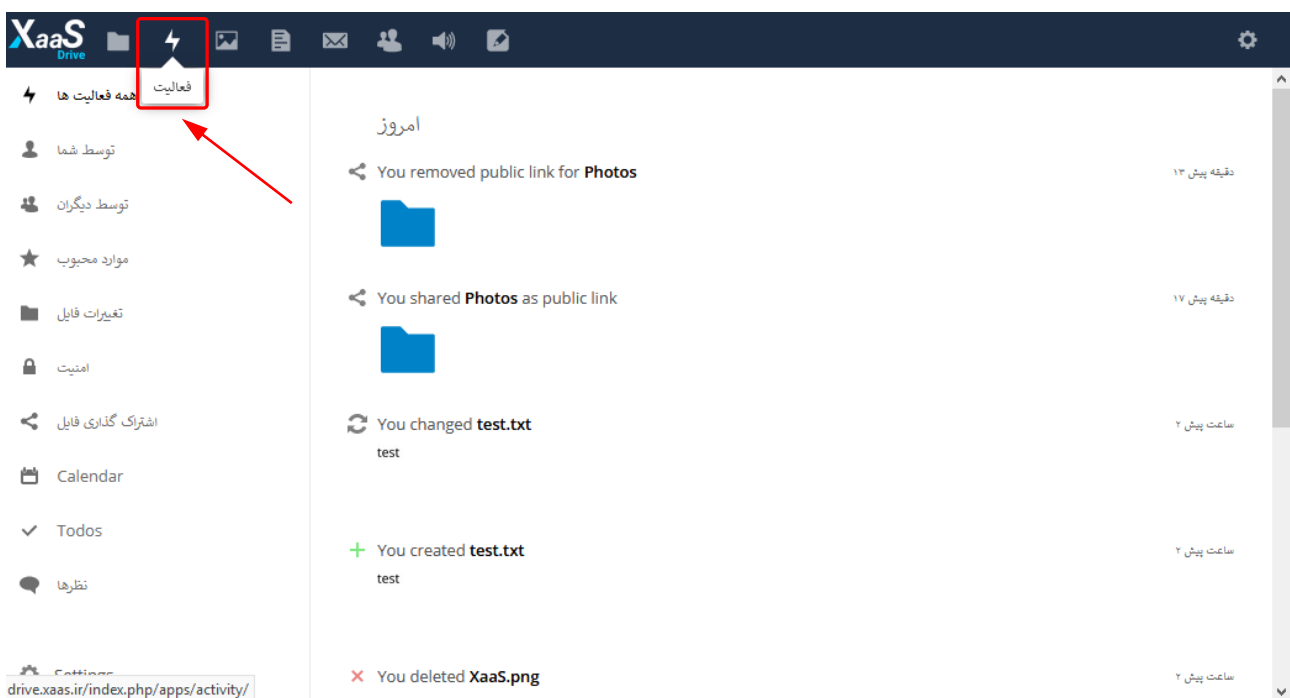 XaaS
Drive
فعالیت
همه فعالیت ها
توسط شما
توسط دیگران
موارد محبوب
تغییرات فایل
امنیت
اشتراک گذاری فایل
Calendar
Todos
نظرها
Settings
drive.xaas.ir/index.php/apps/activity/
امروز
You removed public link for Photos
دقیقه پیش ۱۳
You shared Photos as public link
دقیقه پیش ۱۷
You changed test.txt
ساعت پیش ۲
test
You created test.txt
ساعت پیش ۲
test
You deleted XaaS.png
ساعت پیش ۲